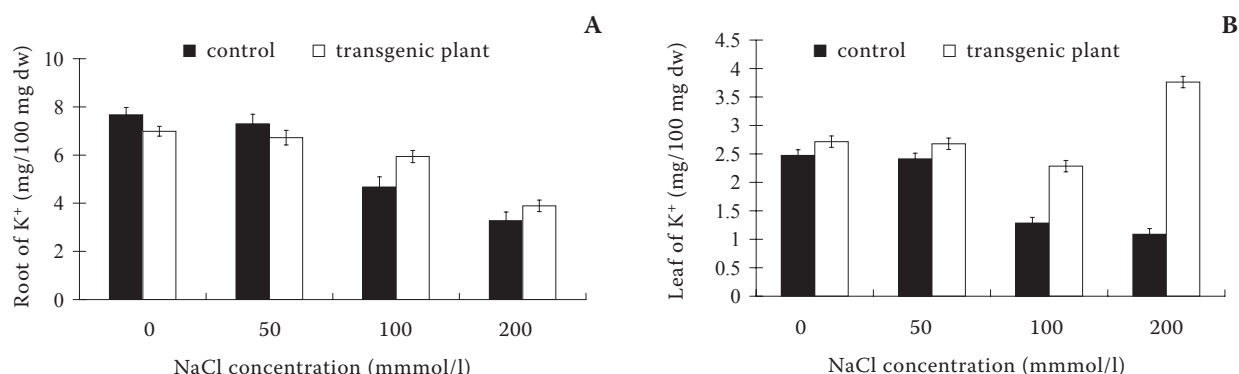 A
control transgenic plant
Root of K⁺ (mg/100 mg dw)
10
8
6
4
2
0
0 50 100 200
NaCl concentration (mmmol/l)
B
control transgenic plant
Leaf of K⁺ (mg/100 mg dw)
4.5
4
3.5
3
2.5
2
1.5
1
0.5
0
0 50 100 200
NaCl concentration (mmmol/l)